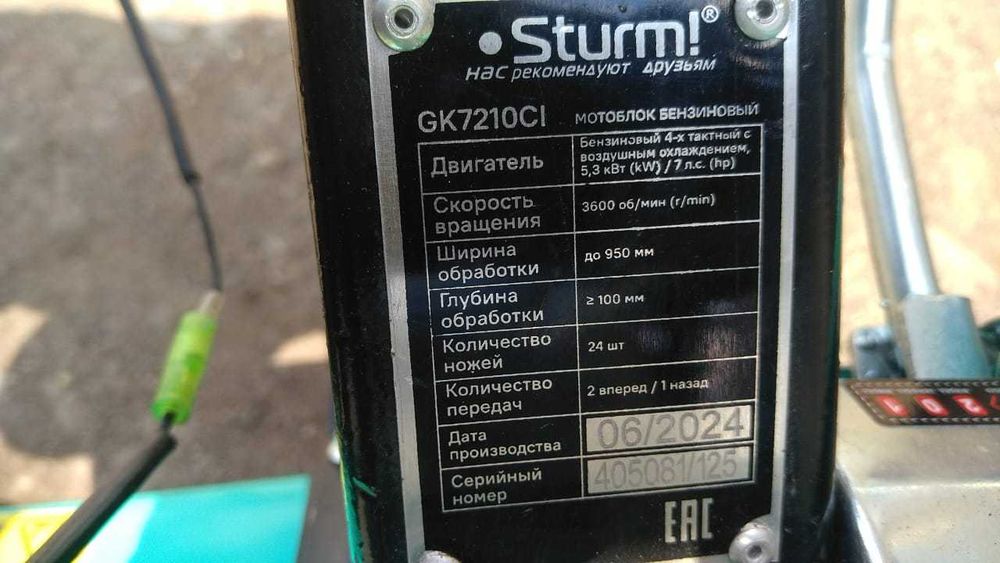 Sturm!®
нас рекомендуют друзьям
GK7210CI МОТОБЛОК БЕНЗИНОВЫЙ
Двигатель
Бензиновый 4-х тактный с
воздушным охлаждением,
5,3 кВт (kW) / 7 л.с. (hp)
Скорость
вращения
3600 об/мин (r/min)
Ширина
обработки
до 950 мм
Глубина
обработки
≥ 100 мм
Количество
ножей
24 шт
Количество
передач
2 вперед / 1 назад
Дата
производства
06/2024
Серийный
номер
405081/125
EAC
201